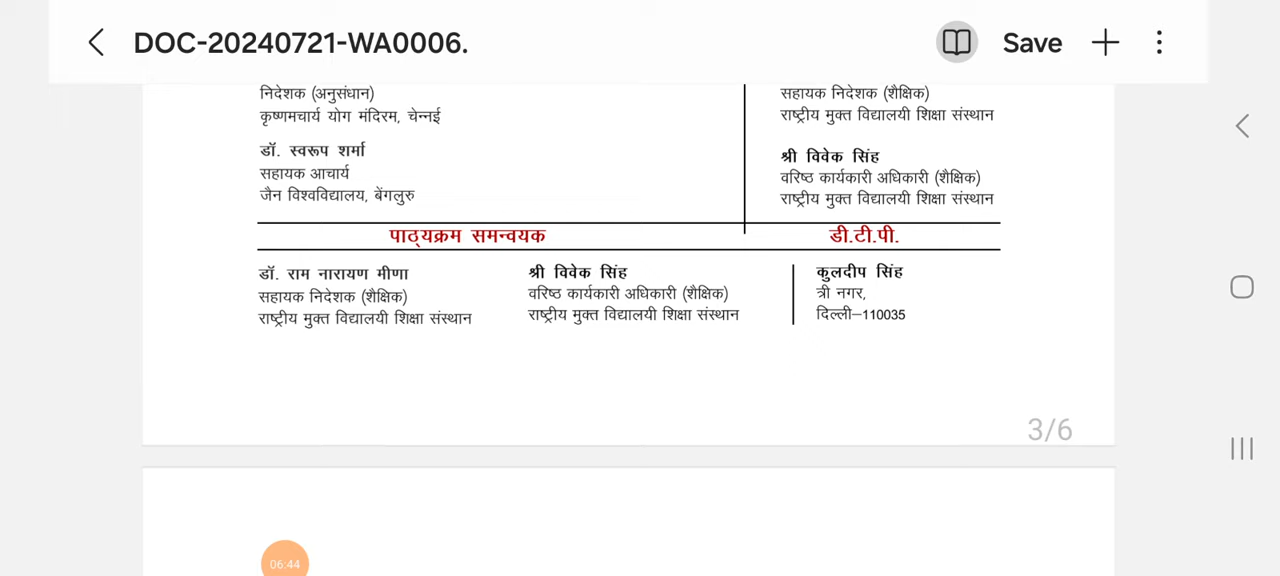 DOC-20240721-WA0006.
Save
निदेशक (अनुसंधान)
कृष्णमचार्य योग मंदिरम, चेन्नई
डॉ. स्वरूप शर्मा
सहायक आचार्य
जैन विश्वविद्यालय, बेंगलुरु
सहायक निदेशक (शैक्षिक)
राष्ट्रीय मुक्त विद्यालयी शिक्षा संस्थान
श्री विवेक सिंह
वरिष्ठ कार्यकारी अधिकारी (शैक्षिक)
राष्ट्रीय मुक्त विद्यालयी शिक्षा संस्थान
पाठ्यक्रम समन्वयक
डी.टी.पी.
डॉ. राम नारायण मीणा
सहायक निदेशक (शैक्षिक)
राष्ट्रीय मुक्त विद्यालयी शिक्षा संस्थान
श्री विवेक सिंह
वरिष्ठ कार्यकारी अधिकारी (शैक्षिक)
राष्ट्रीय मुक्त विद्यालयी शिक्षा संस्थान
कुलदीप सिंह
त्री नगर,
दिल्ली–110035
3/6
06:44